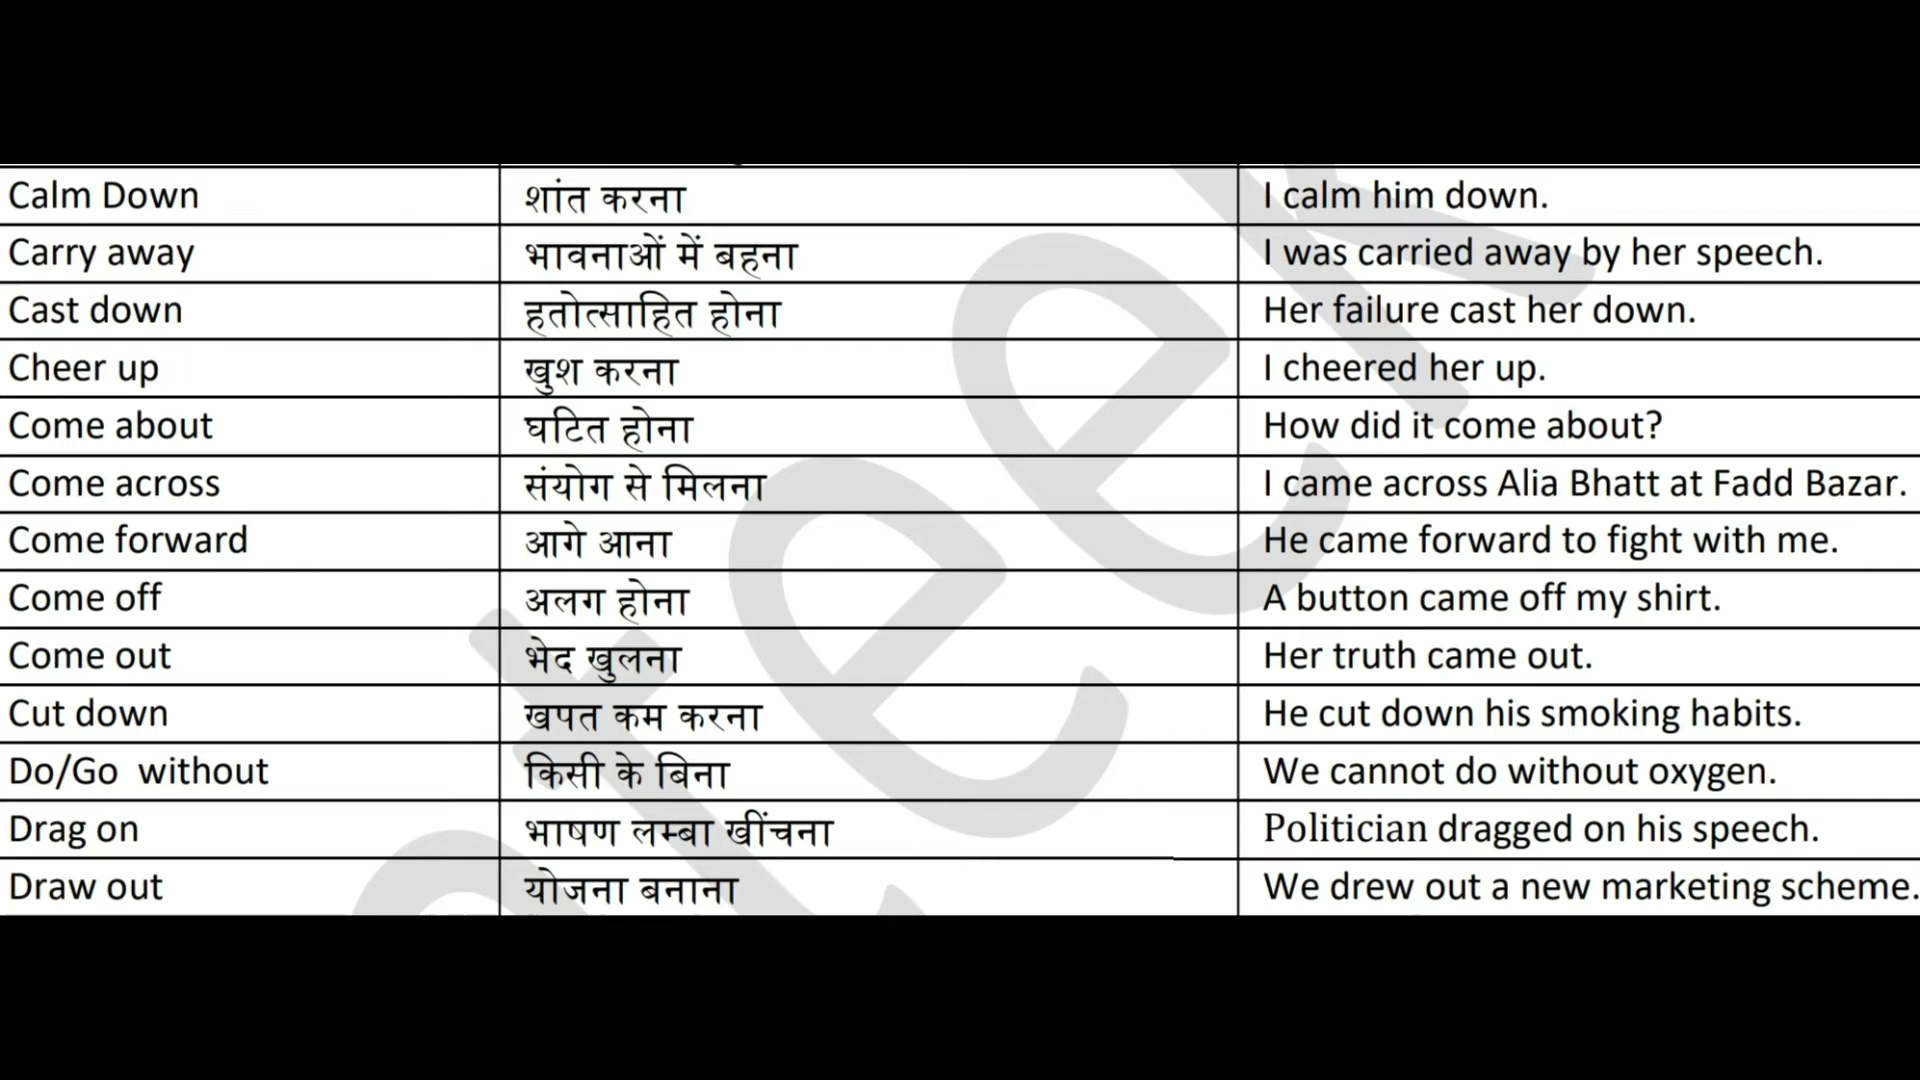 Calm Down शांत करना I calm him down.
Carry away भावनाओं में बहना I was carried away by her speech.
Cast down हतोत्साहित होना Her failure cast her down.
Cheer up खुश करना I cheered her up.
Come about घटित होना How did it come about?
Come across संयोग से मिलना I came across Alia Bhatt at Fadd Bazar.
Come forward आगे आना He came forward to fight with me.
Come off अलग होना A button came off my shirt.
Come out भेद खुलना Her truth came out.
Cut down खपत कम करना He cut down his smoking habits.
Do/Go without किसी के बिना We cannot do without oxygen.
Drag on भाषण लम्बा खींचना Politician dragged on his speech.
Draw out योजना बनाना We drew out a new marketing scheme.